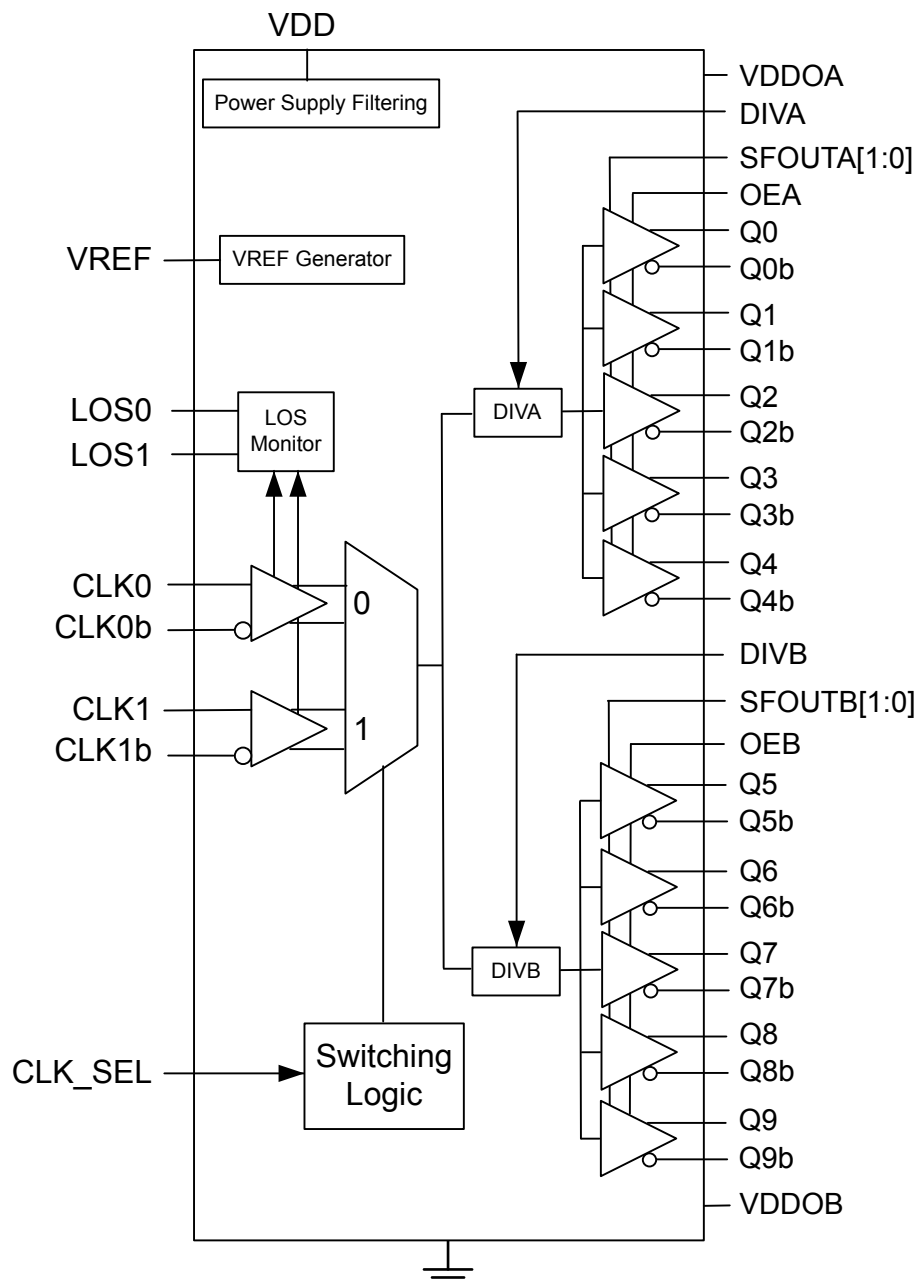 VDD
Power Supply Filtering
VREF
VREF Generator
LOS0
LOS1
LOS
Monitor
CLK0
CLK0b
CLK1
CLK1b
0
1
CLK_SEL
Switching
Logic
DIVA
DIVB
VDDOA
DIVA
SFOUTA[1:0]
OEA
Q0
Q0b
Q1
Q1b
Q2
Q2b
Q3
Q3b
Q4
Q4b
DIVB
SFOUTB[1:0]
OEB
Q5
Q5b
Q6
Q6b
Q7
Q7b
Q8
Q8b
Q9
Q9b
VDDOB